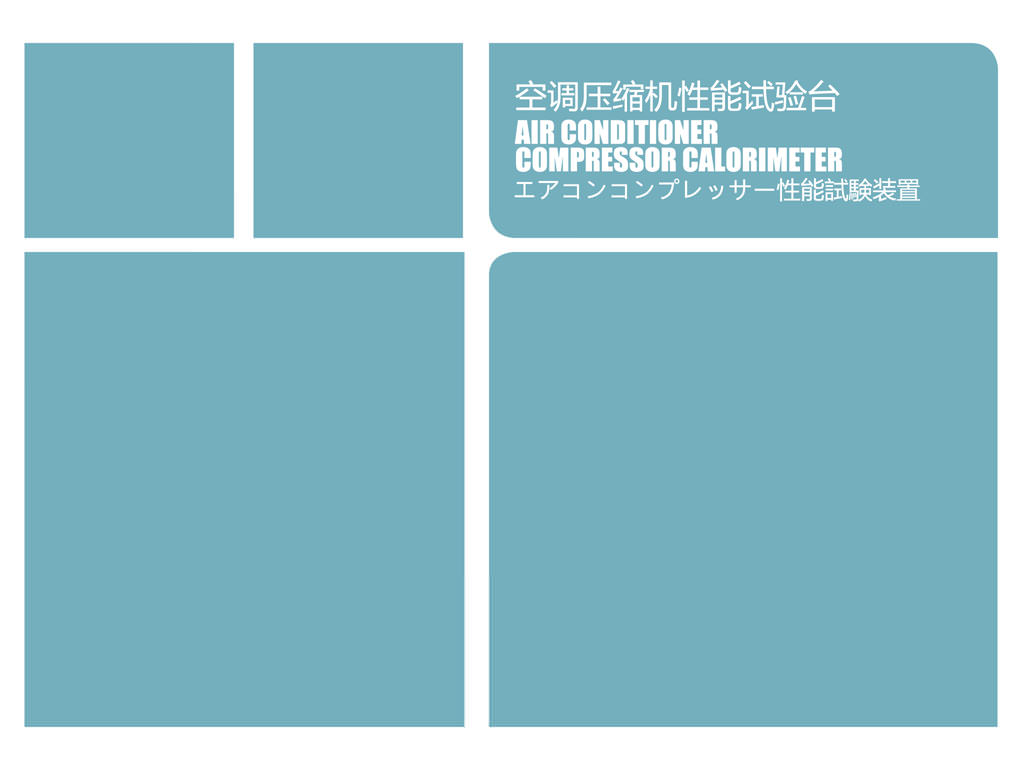 空调压缩机性能试验台
AIR CONDITIONER
COMPRESSOR CALORIMETER
エアコンコンプレッサー性能試験装置